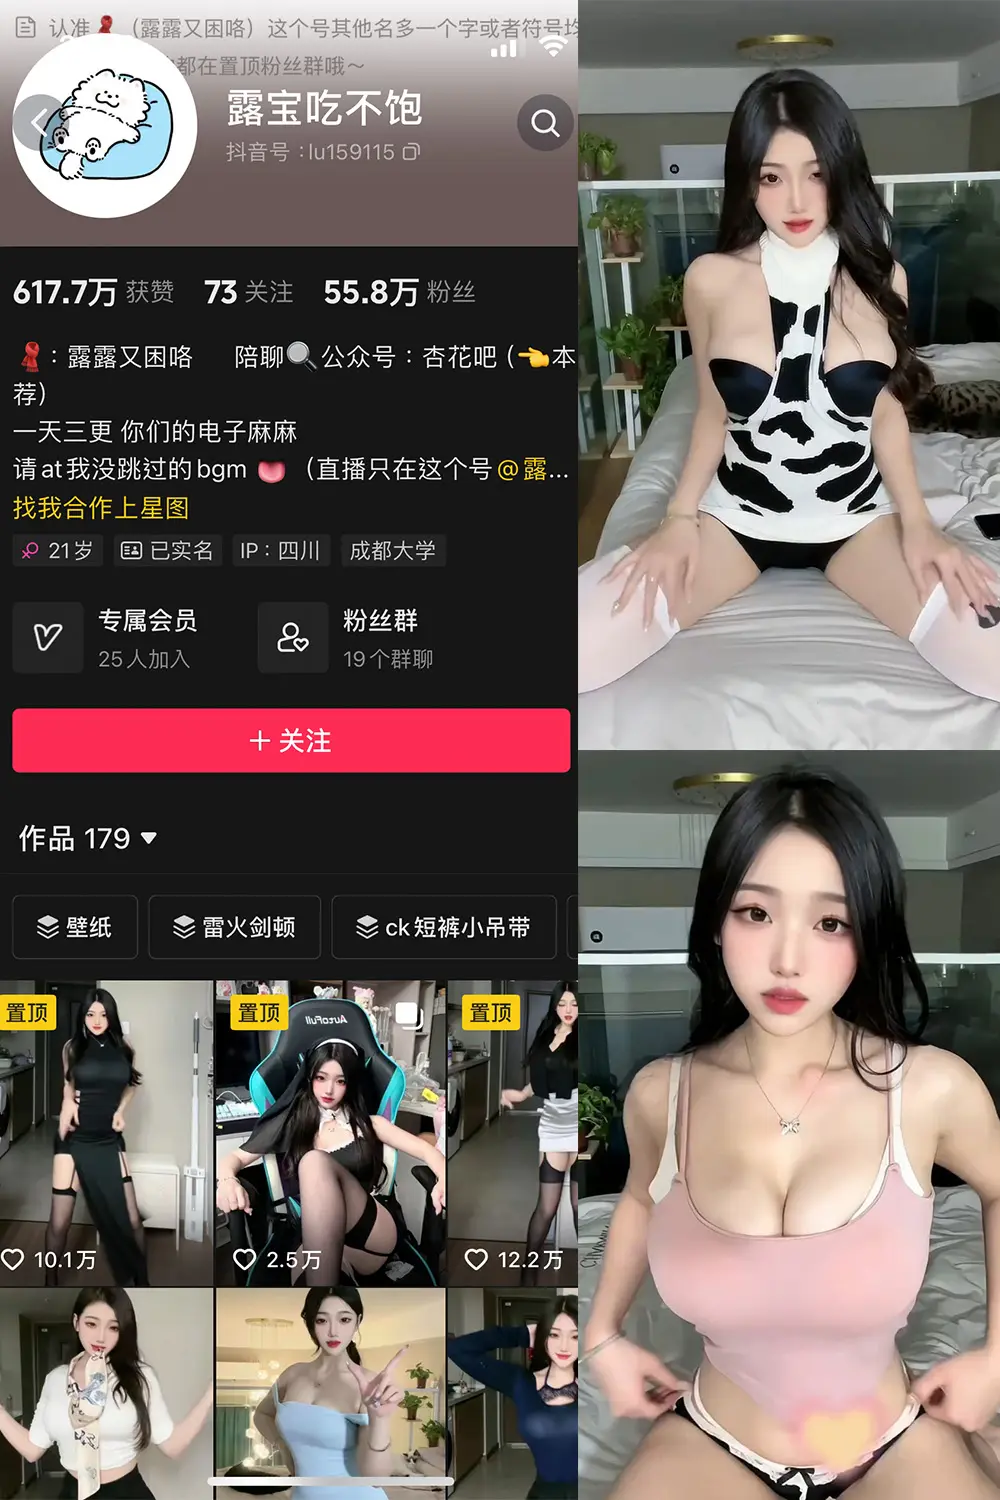 认准🧣（露露又困咯）这个号其他名多一个字或者符号均
都在置顶粉丝群哦～
露宝吃不饱
抖音号：lu159115
617.7万 获赞 73 关注 55.8万 粉丝
🧣：露露又困咯 陪聊🔍公众号：杏花吧（👈本
荐）
一天三更 你们的电子麻麻
请at我没跳过的bgm 👅（直播只在这个号@露...
找我合作上星图
21岁 已实名 IP：四川 成都大学
专属会员 粉丝群
25人加入 19个群聊
＋关注
作品 179
壁纸 雷火剑顿 ck短裤小吊带
置顶 置顶 置顶
AutoFull
10.1万 2.5万 12.2万